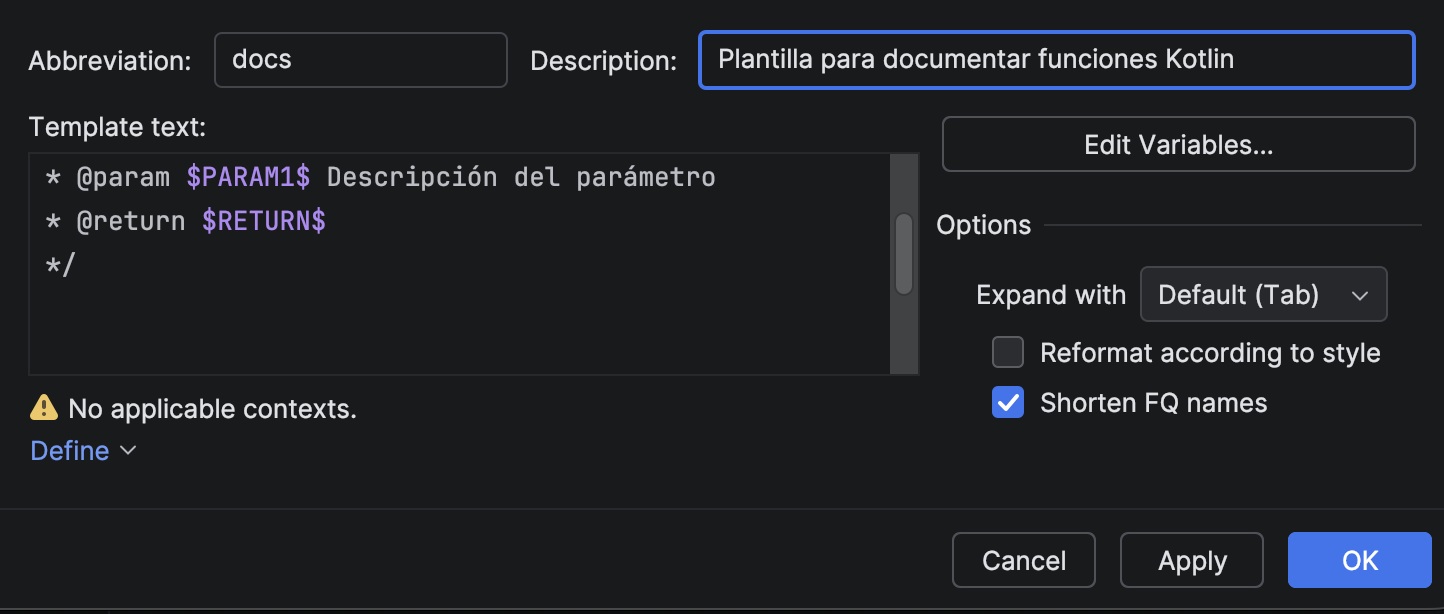 Abbreviation: docs Description: Plantilla para documentar funciones Kotlin
Template text:
* @param $PARAM1$ Descripción del parámetro
* @return $RETURN$
*/
Edit Variables...
Options
Expand with Default (Tab)
Reformat according to style
Shorten FQ names
No applicable contexts.
Define
Cancel Apply OK